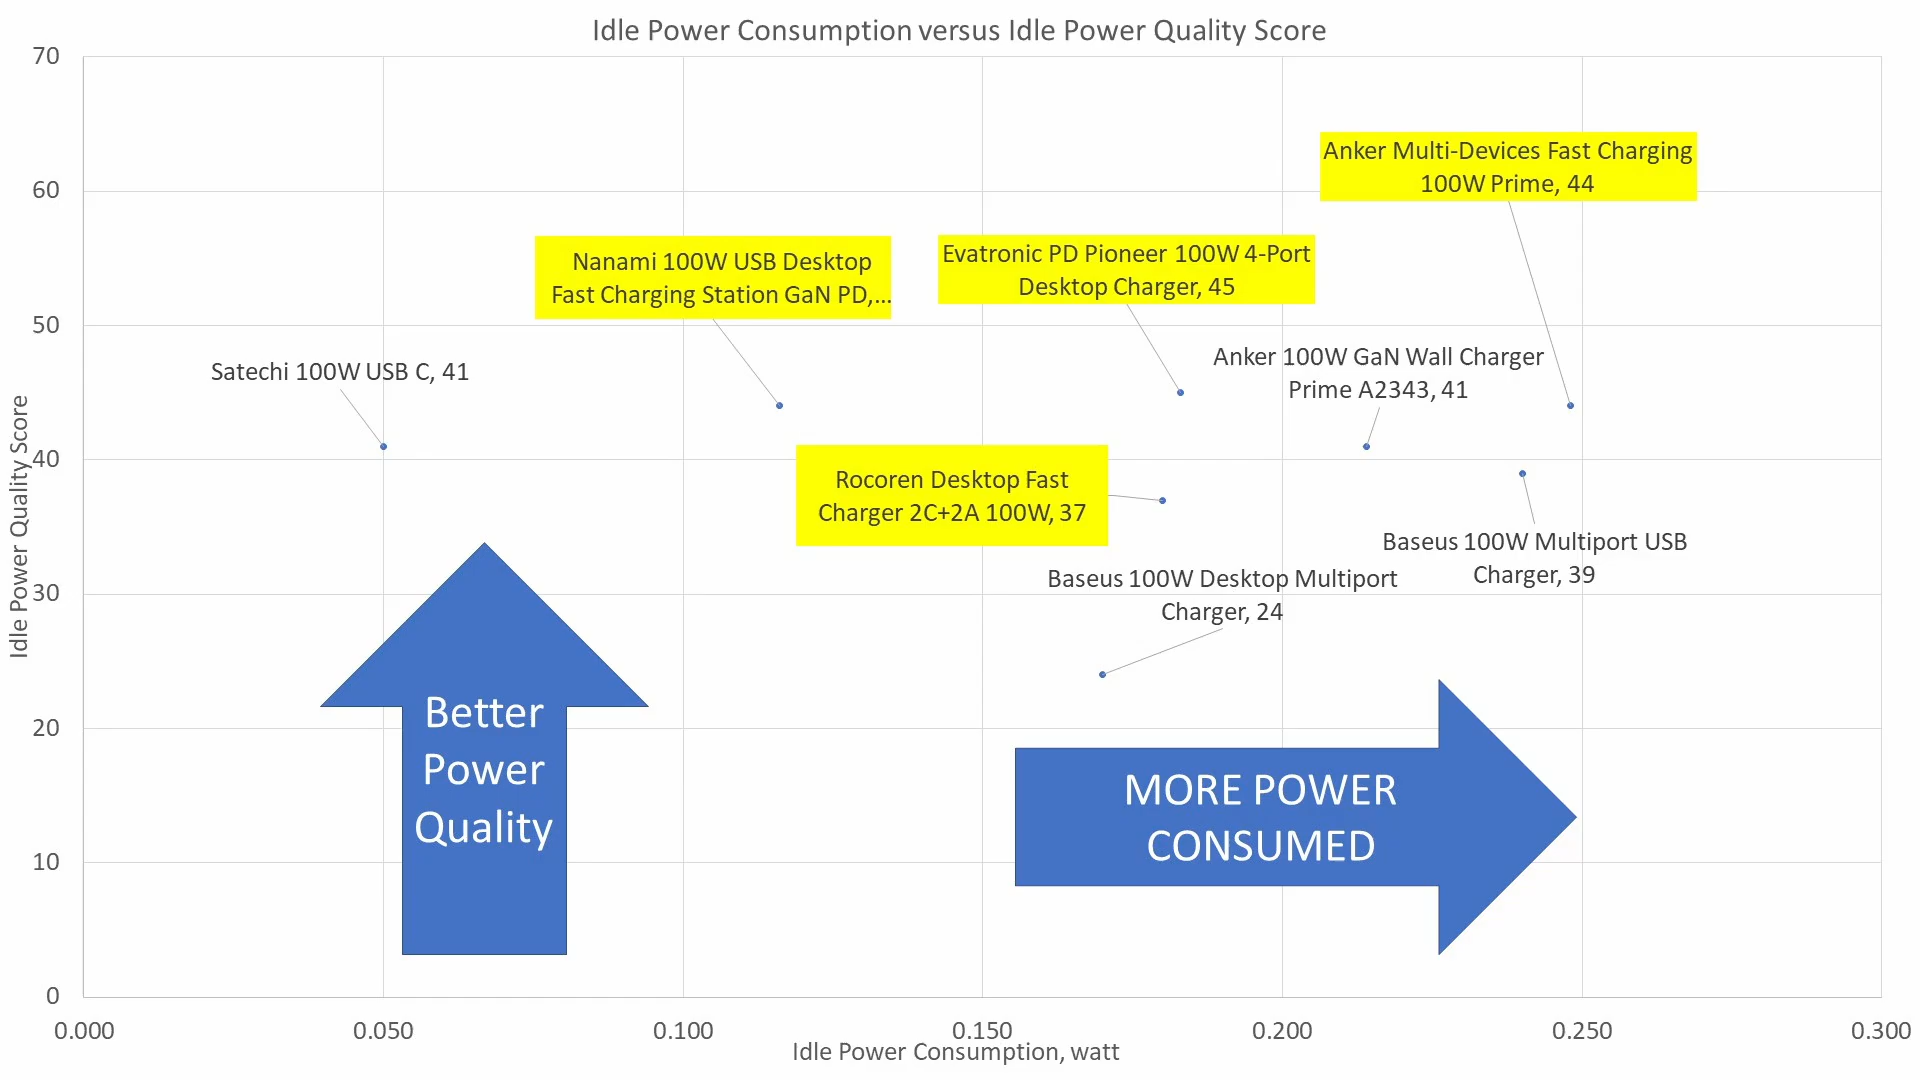 Idle Power Consumption versus Idle Power Quality Score
70
60
50
40
30
20
10
0
Idle Power Quality Score
Anker Multi-Devices Fast Charging
100W Prime, 44
Nanami 100W USB Desktop
Fast Charging Station GaN PD,...
Evatronic PD Pioneer 100W 4-Port
Desktop Charger, 45
Satechi 100W USB C, 41
Anker 100W GaN Wall Charger
Prime A2343, 41
Rocoren Desktop Fast
Charger 2C+2A 100W, 37
Baseus 100W Multiport USB
Charger, 39
Baseus 100W Desktop Multiport
Charger, 24
Better
Power
Quality
MORE POWER
CONSUMED
0.000
0.050
0.100
0.150
0.200
0.250
0.300
Idle Power Consumption, watt